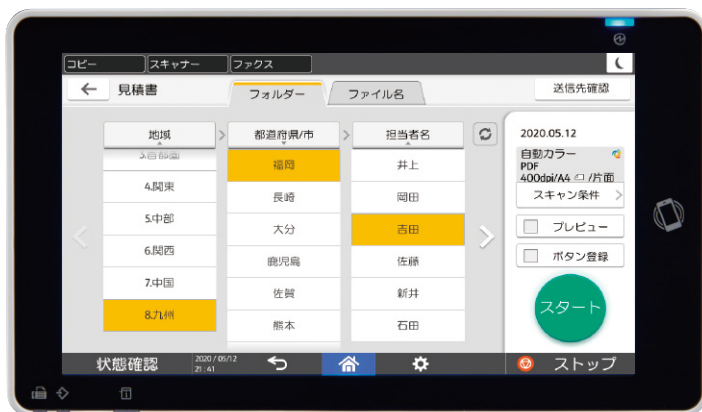 コピー
スキャナー
ファクス
見積書
フォルダー
ファイル名
送信先確認
地域
都道府県/市
担当者名
3.首都圏
4.関東
5.中部
6.関西
7.中国
8.九州
福岡
長崎
大分
鹿児島
佐賀
熊本
井上
岡田
吉田
佐藤
新井
石田
2020.05.12
自動カラー
PDF
400dpi/A4 /片面
スキャン条件
プレビュー
ボタン登録
スタート
状態確認
2020/05/12
21:41
ストップ